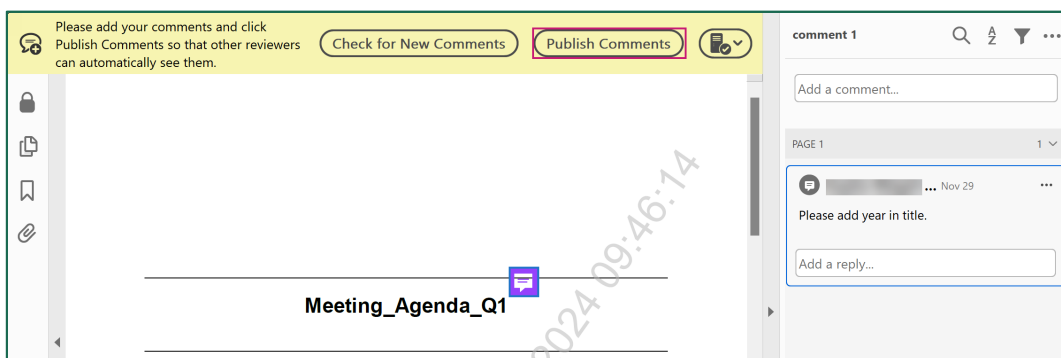 Please add your comments and click
Publish Comments so that other reviewers
can automatically see them.
Check for New Comments
Publish Comments
comment 1
Add a comment...
PAGE 1
1
... Nov 29
Please add year in title.
Add a reply...
Meeting_Agenda_Q1
2024 09:46:14